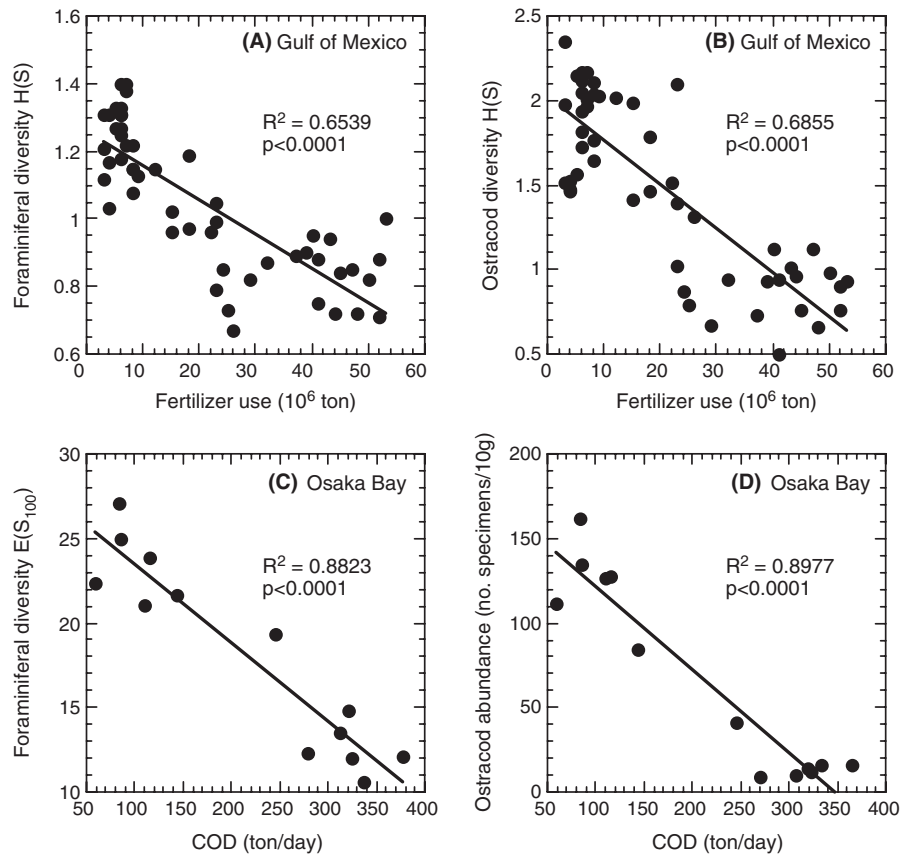 (A) Gulf of Mexico
R² = 0.6539
p<0.0001
Foraminiferal diversity H(S)
1.6
1.4
1.2
1
0.8
0.6
0 10 20 30 40 50 60
Fertilizer use (10⁶ ton)
(B) Gulf of Mexico
R² = 0.6855
p<0.0001
Ostracod diversity H(S)
2.5
2
1.5
1
0.5
0 10 20 30 40 50 60
Fertilizer use (10⁶ ton)
(C) Osaka Bay
R² = 0.8823
p<0.0001
Foraminiferal diversity E(S₁₀₀)
30
25
20
15
10
50 100 150 200 250 300 350 400
COD (ton/day)
(D) Osaka Bay
R² = 0.8977
p<0.0001
Ostracod abundance (no. specimens/10g)
200
150
100
50
0
50 100 150 200 250 300 350 400
COD (ton/day)